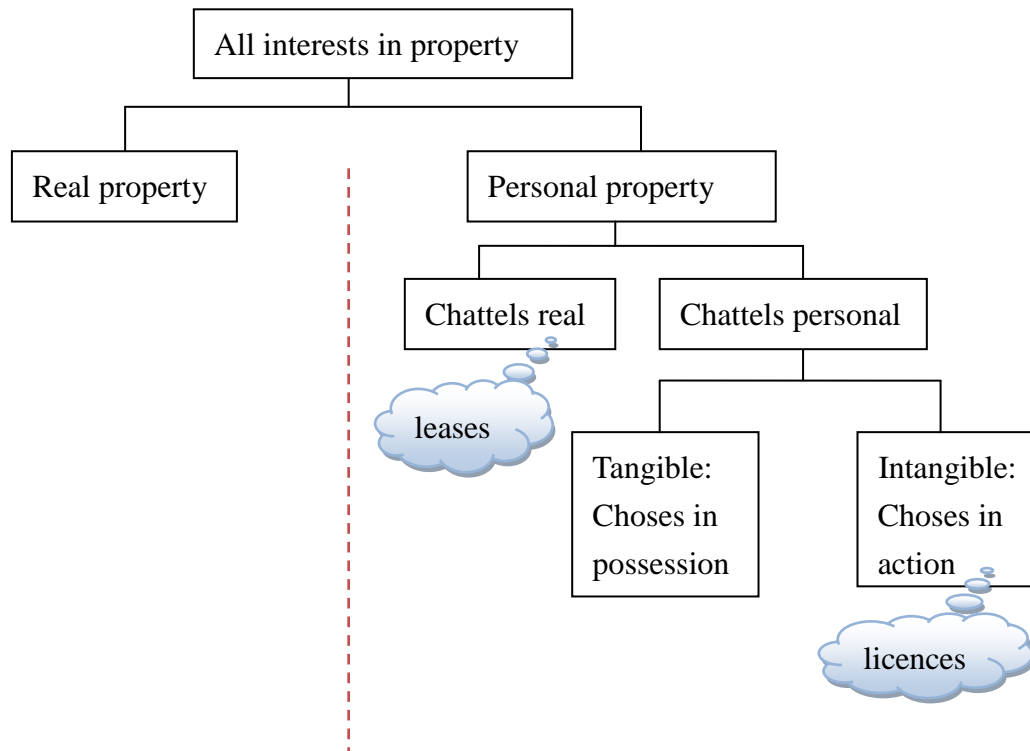 All interests in property
Real property
Personal property
Chattels real
Chattels personal
leases
Tangible:
Choses in
possession
Intangible:
Choses in
action
licences